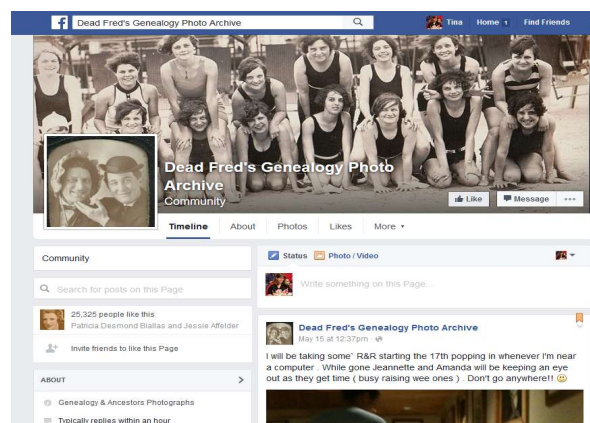 f Dead Fred's Genealogy Photo Archive
Tina Home 1 Find Friends
Dead Fred's Genealogy Photo
Archive
Community
Like Message ...
Timeline About Photos Likes More
Community
Status Photo / Video
Search for posts on this Page
Write something on this Page...
25,325 people like this
Patricia Desmond Biallas and Jessie Affelder
Invite friends to like this Page
ABOUT >
Genealogy & Ancestors Photographs
Typically replies within an hour
Dead Fred's Genealogy Photo Archive
May 15 at 12:37pm ·
I will be taking some` R&R starting the 17th popping in whenever I'm near
a computer . While gone Jeannette and Amanda will be keeping an eye
out as they get time ( busy raising wee ones ) . Don't go anywhere!! 🙂